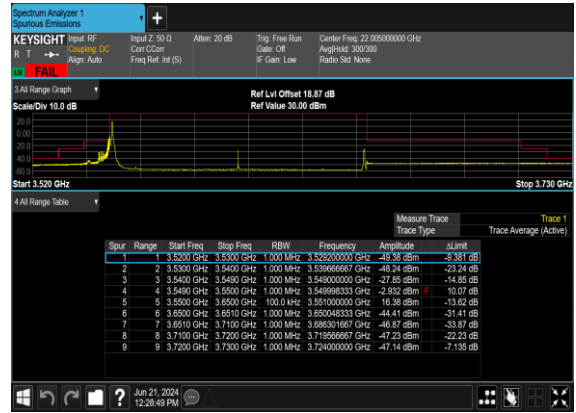 Spectrum Analyzer 1
Spurious Emissions
KEYSIGHT Input: RF Input Z: 50 Ω Atten: 20 dB Trig: Free Run Center Freq: 22.005000000 GHz
R T Coupling: DC Corr CCorr Gate: Off Avg|Hold: 300/300
Align: Auto Freq Ref: Int (S) IF Gain: Low Radio Std: None
FAIL
3 All Range Graph
Ref Lvl Offset 18.87 dB
Scale/Div 10.0 dB Ref Value 30.00 dBm
20.0
0.00
-20.0
-40.0
-60.0
Start 3.520 GHz Stop 3.730 GHz
4 All Range Table
Measure Trace Trace 1
Trace Type Trace Average (Active)
Spur Range Start Freq Stop Freq RBW Frequency Amplitude ΔLimit
1 1 3.5200 GHz 3.5300 GHz 1.000 MHz 3.529200000 GHz -49.38 dBm -9.381 dB
2 2 3.5300 GHz 3.5400 GHz 1.000 MHz 3.539666667 GHz -48.24 dBm -23.24 dB
3 3 3.5400 GHz 3.5490 GHz 1.000 MHz 3.549000000 GHz -27.85 dBm -14.85 dB
4 4 3.5490 GHz 3.5500 GHz 1.000 MHz 3.549998333 GHz -2.932 dBm F 10.07 dB
5 5 3.5500 GHz 3.6500 GHz 100.0 kHz 3.551000000 GHz 16.38 dBm -13.62 dB
6 6 3.6500 GHz 3.6510 GHz 1.000 MHz 3.650048333 GHz -44.41 dBm -31.41 dB
7 7 3.6510 GHz 3.7100 GHz 1.000 MHz 3.686301667 GHz -46.87 dBm -33.87 dB
8 8 3.7100 GHz 3.7200 GHz 1.000 MHz 3.719566667 GHz -47.23 dBm -22.23 dB
9 9 3.7200 GHz 3.7300 GHz 1.000 MHz 3.724000000 GHz -47.14 dBm -7.135 dB
? Jun 21, 2024
12:28:49 PM